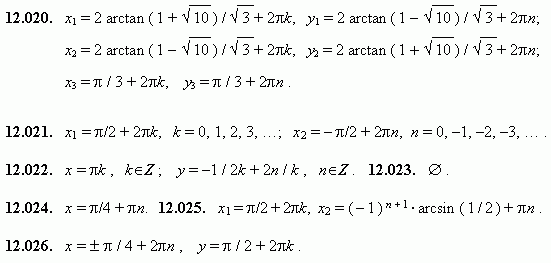 12.020. x₁ = 2 arctan ( 1 + √10 ) / √3 + 2πk, y₁ = 2 arctan ( 1 − √10 ) / √3 + 2πn;
x₂ = 2 arctan ( 1 − √10 ) / √3 + 2πk, y₂ = 2 arctan ( 1 + √10 ) / √3 + 2πn;
x₃ = π / 3 + 2πk, y₃ = π / 3 + 2πn .
12.021. x₁ = π/2 + 2πk, k = 0, 1, 2, 3, …; x₂ = − π/2 + 2πn, n = 0, −1, −2, −3, … .
12.022. x = πk , k∈Z ; y = −1 / 2k + 2n / k , n∈Z . 12.023. ∅ .
12.024. x = π/4 + πn. 12.025. x₁ = π/2 + 2πk, x₂ = ( − 1 ) ⁿ ⁺ ¹ · arcsin ( 1/2 ) + πn .
12.026. x = ± π / 4 + 2πn , y = π / 2 + 2πk .